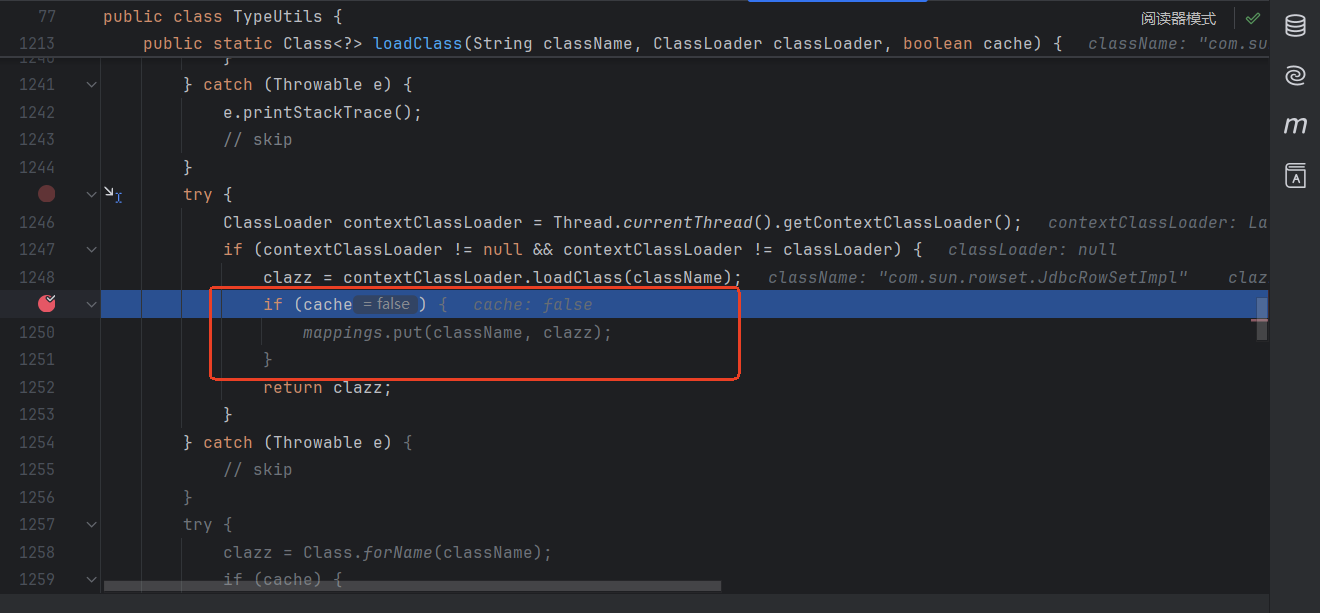 77 public class TypeUtils {
阅读器模式
1213 public static Class<?> loadClass(String className, ClassLoader classLoader, boolean cache) { className: "com.su
1240 }
1241 } catch (Throwable e) {
1242 e.printStackTrace();
1243 // skip
1244 }
try {
1246 ClassLoader contextClassLoader = Thread.currentThread().getContextClassLoader(); contextClassLoader: La
1247 if (contextClassLoader != null && contextClassLoader != classLoader) { classLoader: null
1248 clazz = contextClassLoader.loadClass(className); className: "com.sun.rowset.JdbcRowSetImpl" claz
if (cache = false ) { cache: false
1250 mappings.put(className, clazz);
1251 }
1252 return clazz;
1253 }
1254 } catch (Throwable e) {
1255 // skip
1256 }
1257 try {
1258 clazz = Class.forName(className);
1259 if (cache) {
m
A